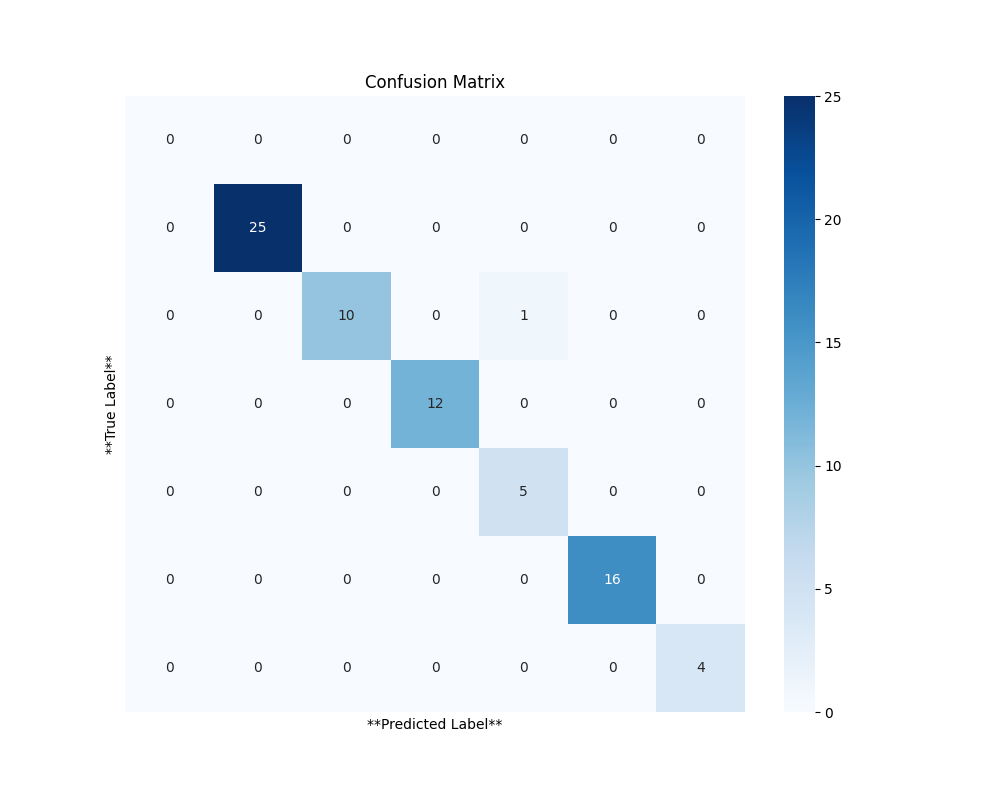 Confusion Matrix
0 0 0 0 0 0 0
0 25 0 0 0 0 0
0 0 10 0 1 0 0
0 0 0 12 0 0 0
0 0 0 0 5 0 0
0 0 0 0 0 16 0
0 0 0 0 0 0 4
**True Label**
**Predicted Label**
25
20
15
10
5
0